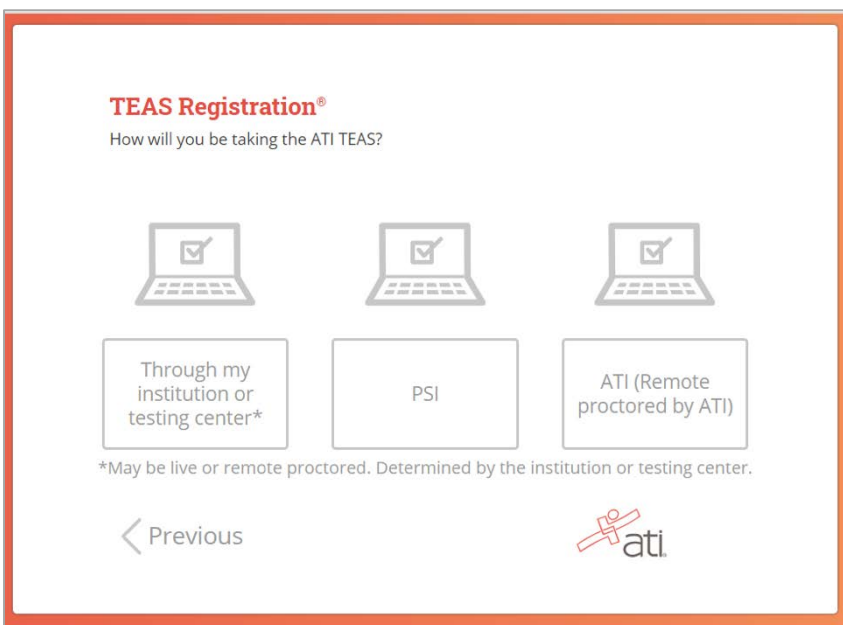 TEAS Registration®
How will you be taking the ATI TEAS?
Through my
institution or
testing center*
PSI
ATI (Remote
proctored by ATI)
*May be live or remote proctored. Determined by the institution or testing center.
Previous
ati